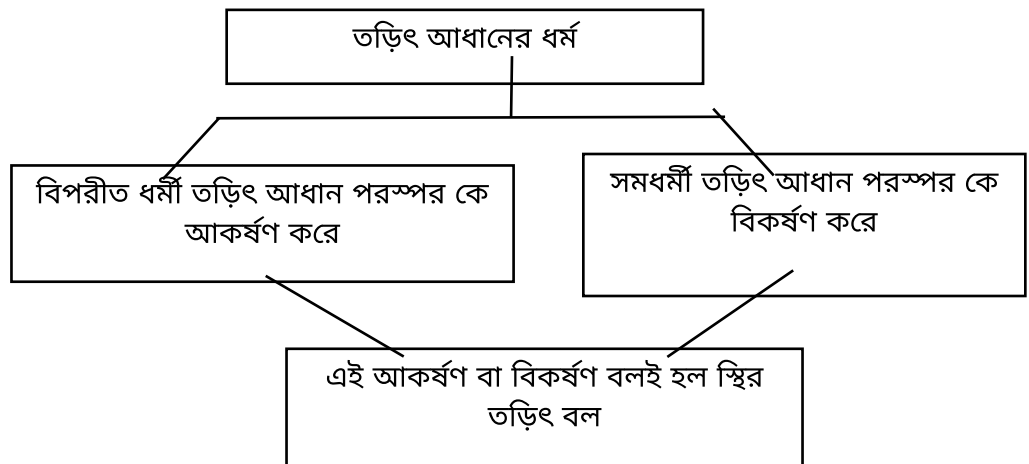 তড়িৎ আধানের ধর্ম
বিপরীত ধর্মী তড়িৎ আধান পরস্পর কে
আকর্ষণ করে
সমধর্মী তড়িৎ আধান পরস্পর কে
বিকর্ষণ করে
এই আকর্ষণ বা বিকর্ষণ বলই হল স্থির
তড়িৎ বল